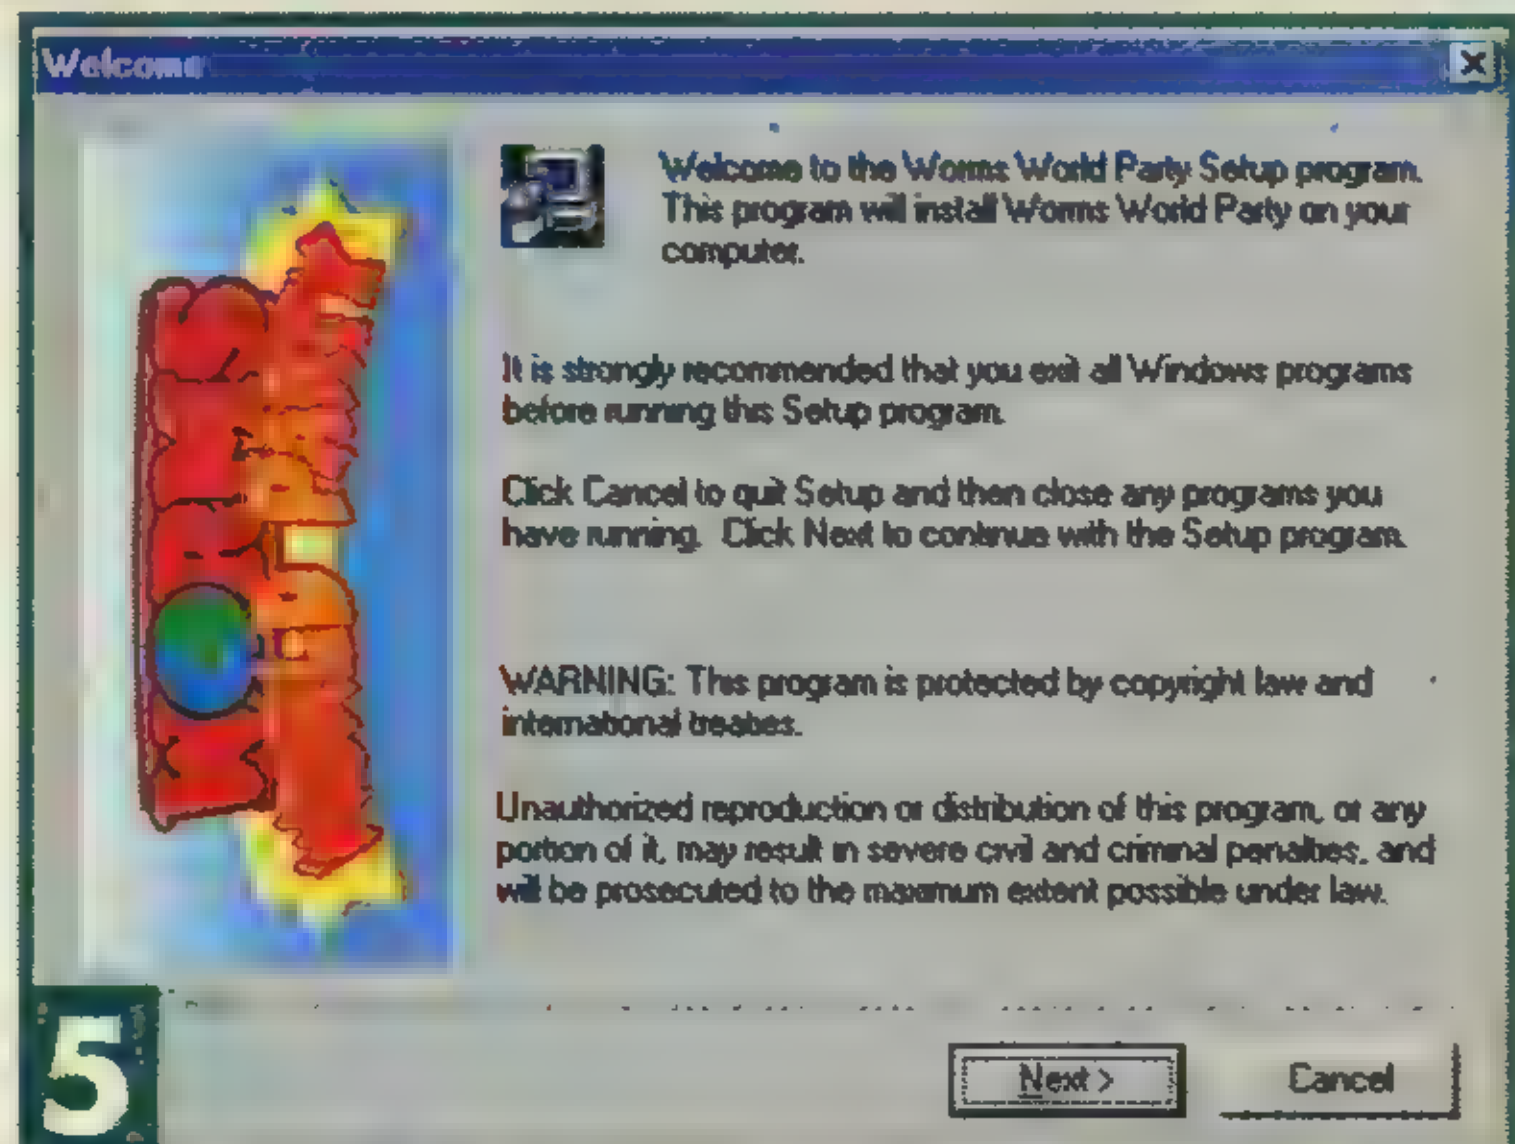 Welcome
Welcome to the Worms World Party Setup program.
This program will install Worms World Party on your
computer.
It is strongly recommended that you exit all Windows programs
before running this Setup program.
Click Cancel to quit Setup and then close any programs you
have running. Click Next to continue with the Setup program.
WARNING: This program is protected by copyright law and
international treaties.
Unauthorized reproduction or distribution of this program, or any
portion of it, may result in severe civil and criminal penalties, and
will be prosecuted to the maximum extent possible under law.
5
Next >
Cancel